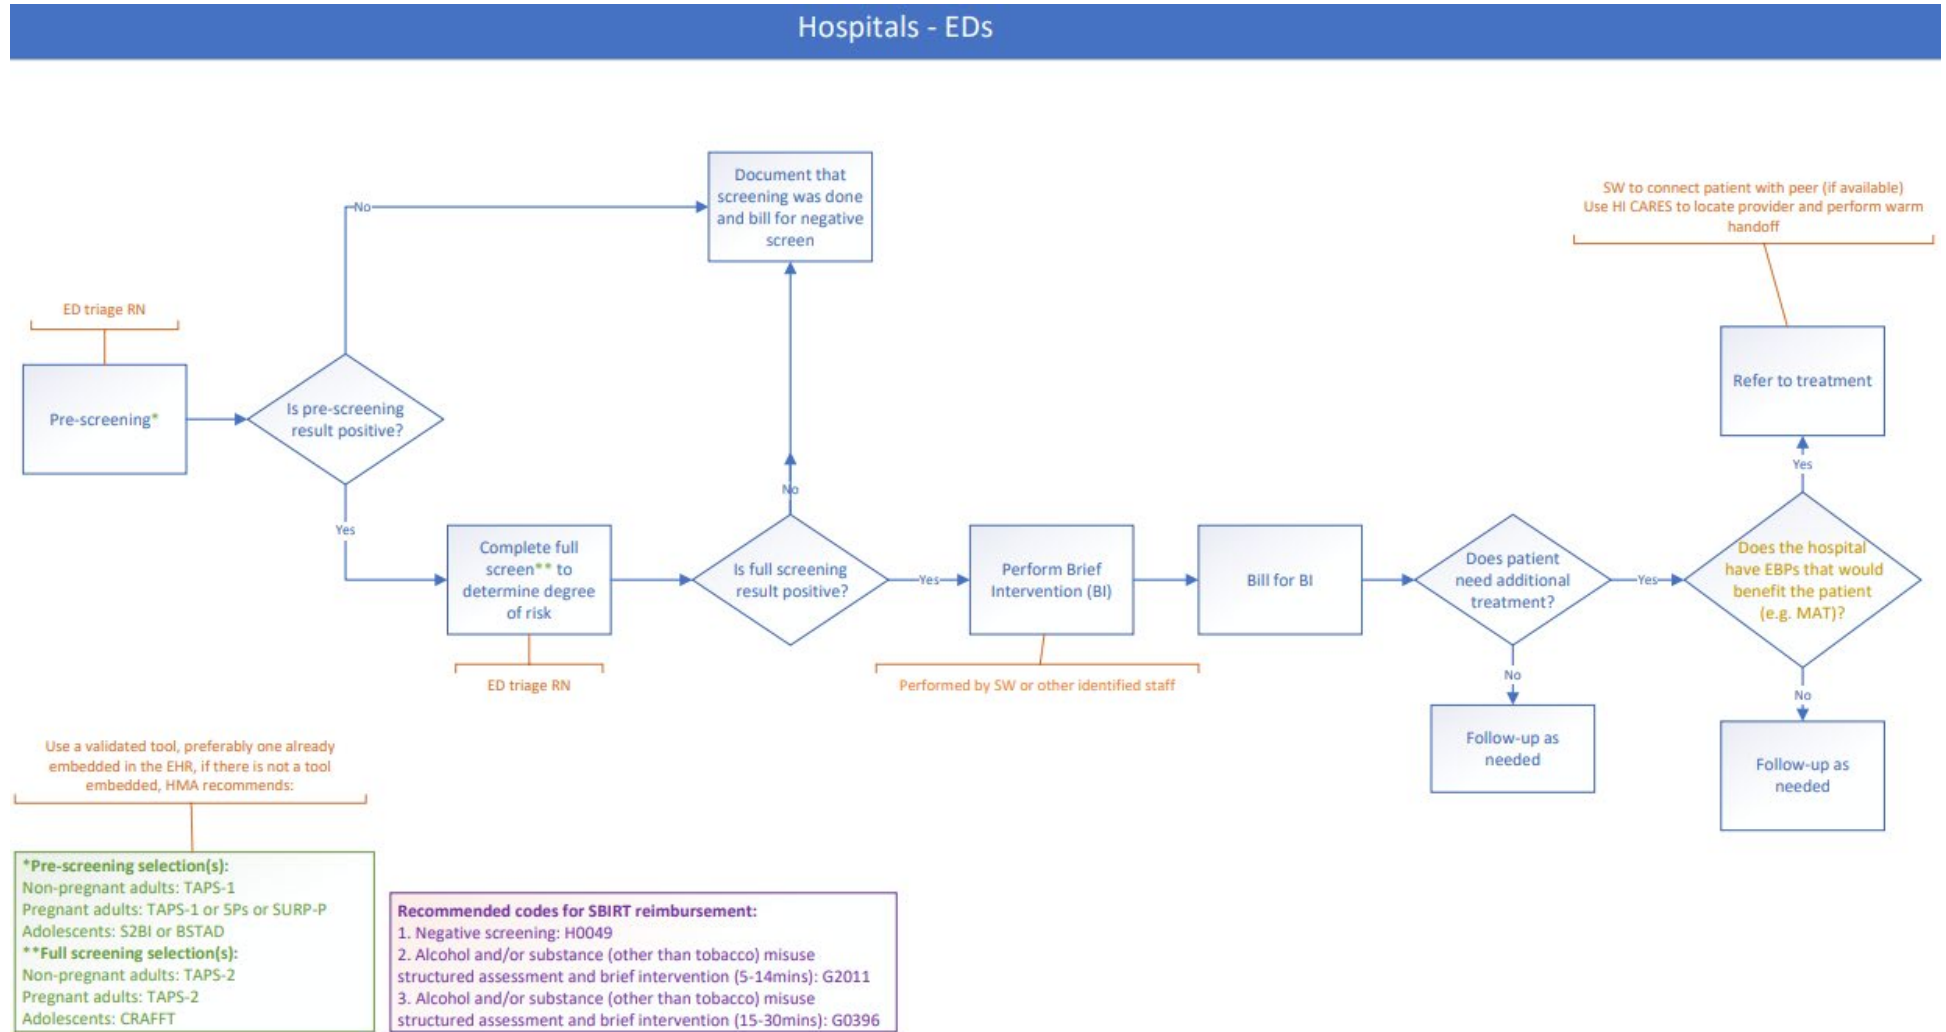 Hospitals - EDs
Document that
screening was done
and bill for negative
screen
No
SW to connect patient with peer (if available)
Use HI CARES to locate provider and perform warm
handoff
ED triage RN
Pre-screening*
Is pre-screening
result positive?
Refer to treatment
Yes
Yes
No
Complete full
screen** to
determine degree
of risk
Is full screening
result positive?
Yes
Perform Brief
Intervention (BI)
Bill for BI
Does patient
need additional
treatment?
Yes
Does the hospital
have EBPs that would
benefit the patient
(e.g. MAT)?
ED triage RN
Performed by SW or other identified staff
No
No
Follow-up as
needed
Follow-up as
needed
Use a validated tool, preferably one already
embedded in the EHR, if there is not a tool
embedded, HMA recommends:
*Pre-screening selection(s):
Non-pregnant adults: TAPS-1
Pregnant adults: TAPS-1 or 5Ps or SURP-P
Adolescents: S2BI or BSTAD
**Full screening selection(s):
Non-pregnant adults: TAPS-2
Pregnant adults: TAPS-2
Adolescents: CRAFFT
Recommended codes for SBIRT reimbursement:
1. Negative screening: H0049
2. Alcohol and/or substance (other than tobacco) misuse
structured assessment and brief intervention (5-14mins): G2011
3. Alcohol and/or substance (other than tobacco) misuse
structured assessment and brief intervention (15-30mins): G0396